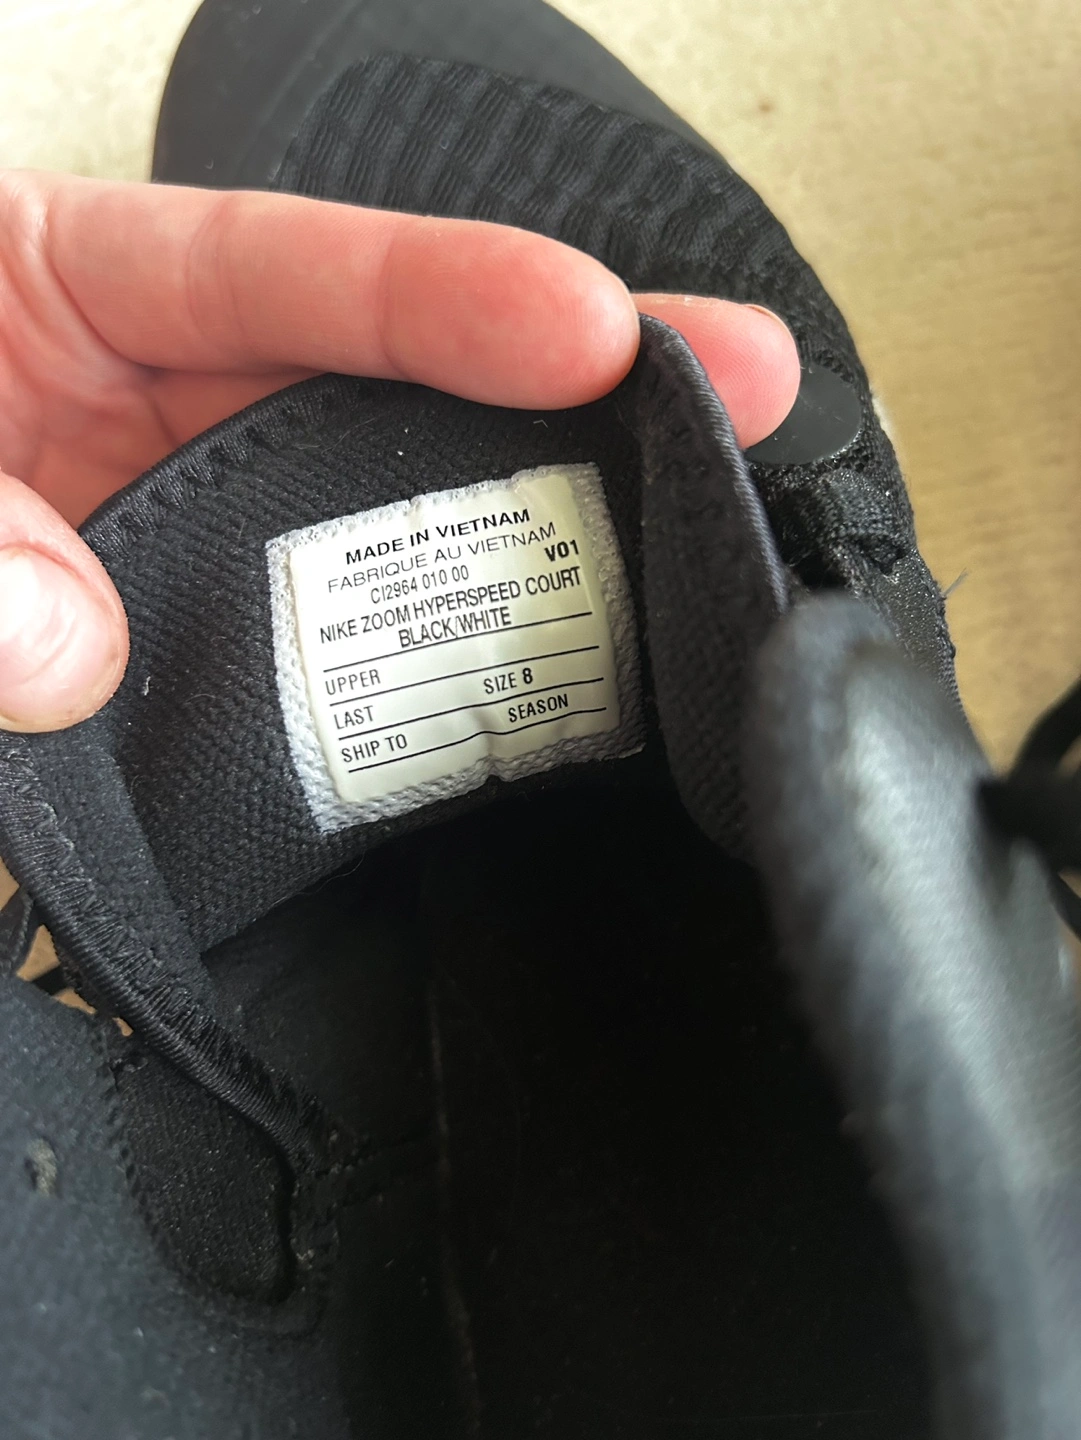 MADE IN VIETNAM
FABRIQUE AU VIETNAM
CI2964 010 00 V01
NIKE ZOOM HYPERSPEED COURT
BLACK/WHITE
UPPER
LAST SIZE 8
SHIP TO SEASON